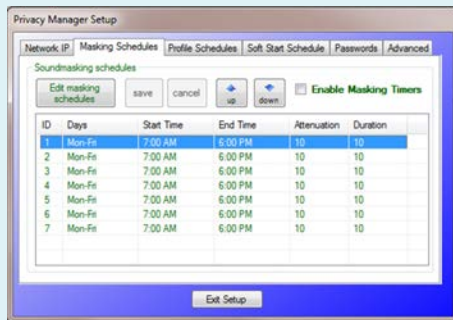 Privacy Manager Setup
Network IP Masking Schedules Profile Schedules Soft Start Schedule Passwords Advanced
Soundmasking schedules
Edit masking schedules save cancel up down Enable Masking Timers
ID Days Start Time End Time Attenuation Duration
1 Mon-Fri 7:00 AM 6:00 PM 10 10
2 Mon-Fri 7:00 AM 6:00 PM 10 10
3 Mon-Fri 7:00 AM 6:00 PM 10 10
4 Mon-Fri 7:00 AM 6:00 PM 10 10
5 Mon-Fri 7:00 AM 6:00 PM 10 10
6 Mon-Fri 7:00 AM 6:00 PM 10 10
7 Mon-Fri 7:00 AM 6:00 PM 10 10
Exit Setup